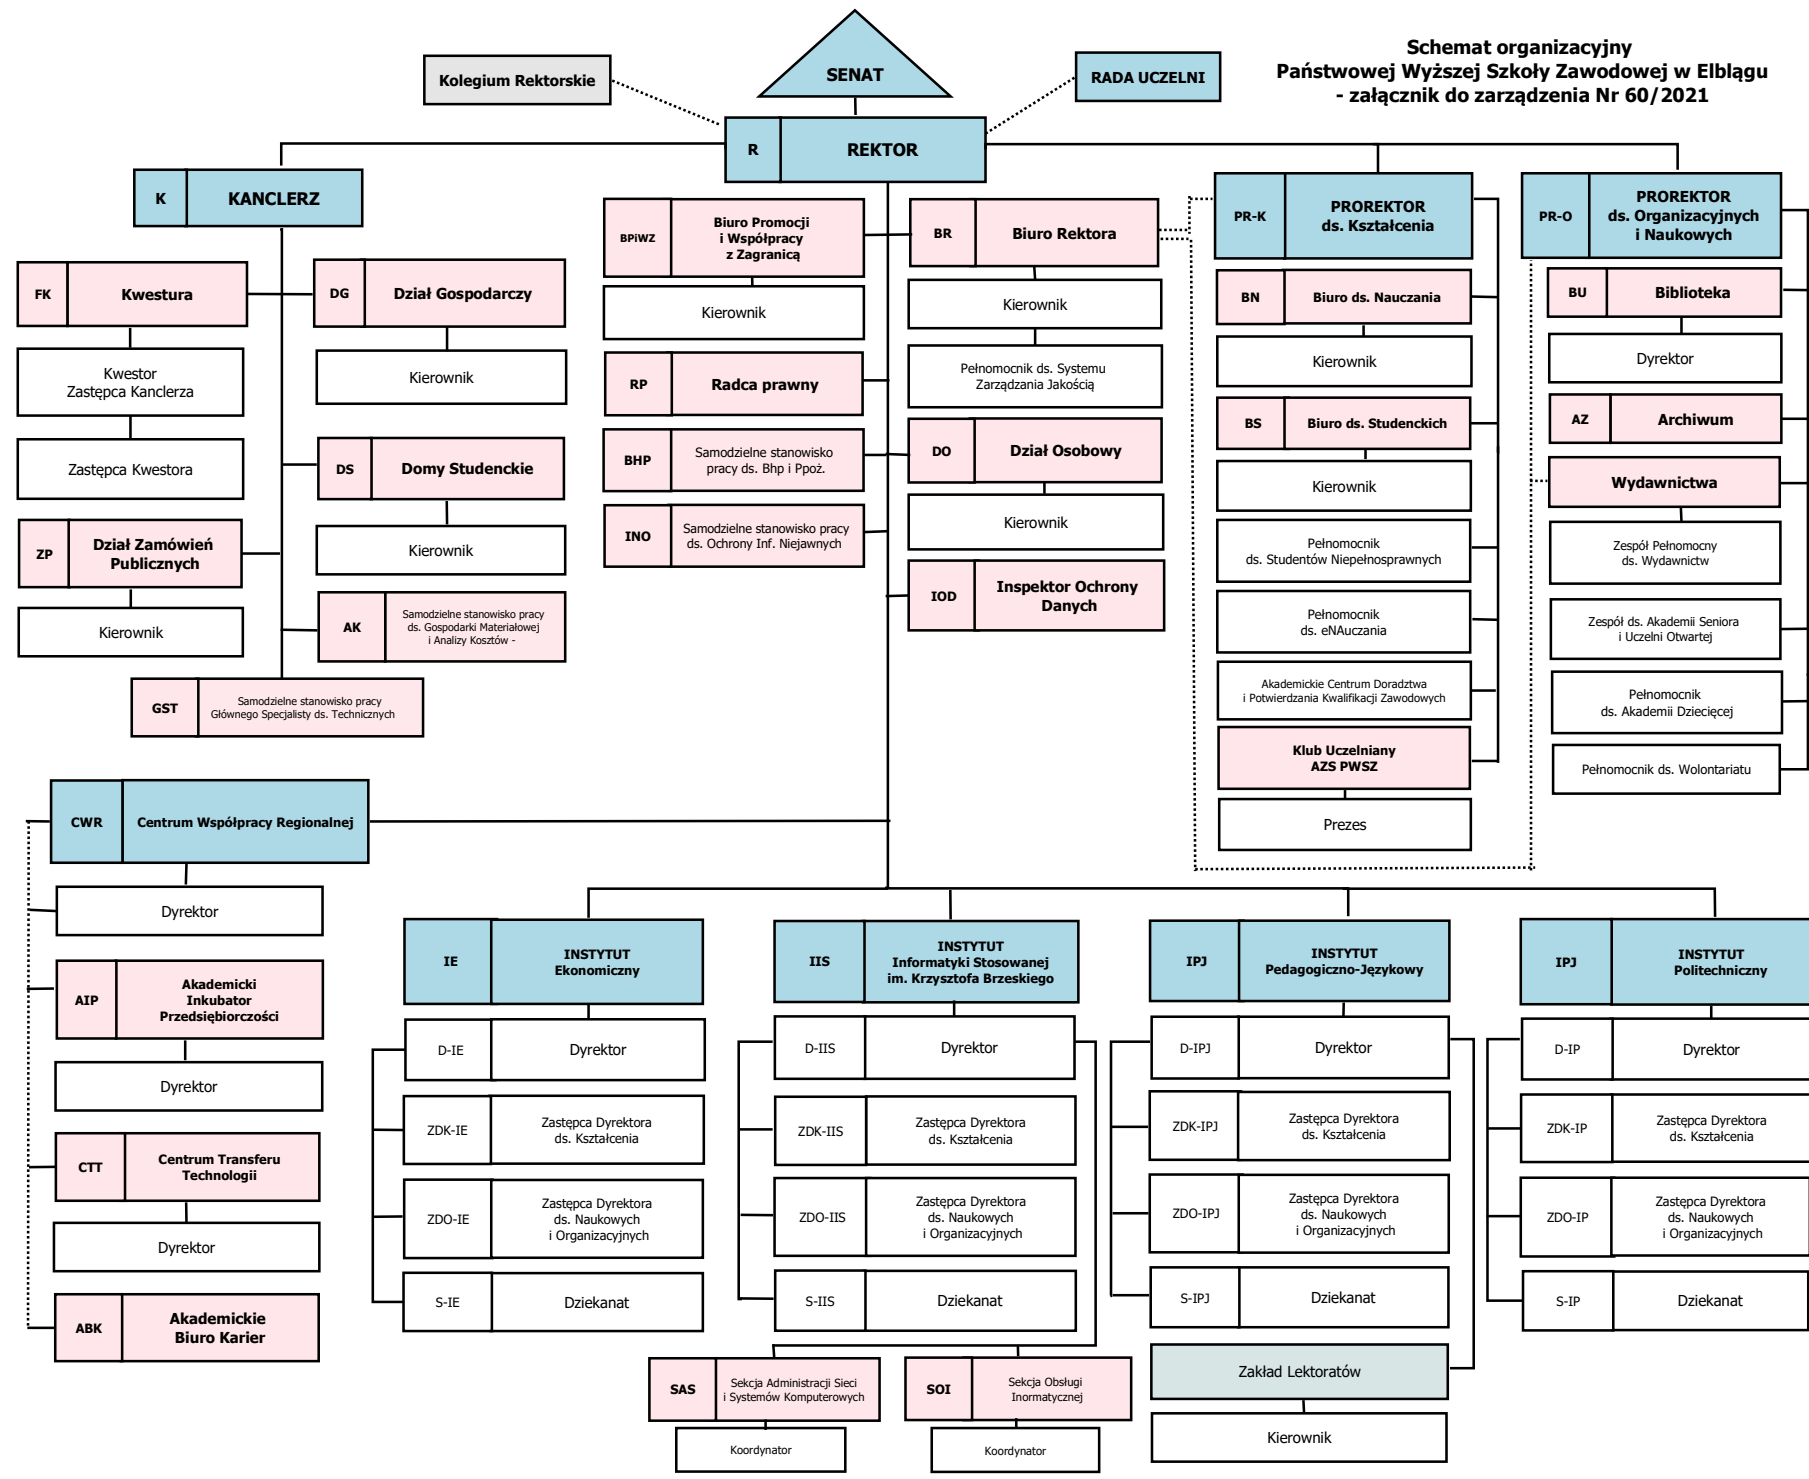 Schemat organizacyjny
Państwowej Wyższej Szkoły Zawodowej w Elblągu
- załącznik do zarządzenia Nr 60/2021
SENAT
Kolegium Rektorskie
RADA UCZELNI
R
REKTOR
K
KANCLERZ
FK
Kwestura
Kwestor
Zastępca Kanclerza
Zastępca Kwestora
ZP
Dział Zamówień
Publicznych
Kierownik
DG
Dział Gospodarczy
Kierownik
DS
Domy Studenckie
Kierownik
AK
Samodzielne stanowisko pracy
ds. Gospodarki Materiałowej
i Analizy Kosztów -
GST
Samodzielne stanowisko pracy
Głównego Specjalisty ds. Technicznych
BPiWZ
Biuro Promocji
i Współpracy
z Zagranicą
Kierownik
RP
Radca prawny
BHP
Samodzielne stanowisko
pracy ds. Bhp i Ppoż.
INO
Samodzielne stanowisko pracy
ds. Ochrony Inf. Niejawnych
BR
Biuro Rektora
Kierownik
Pełnomocnik ds. Systemu
Zarządzania Jakością
DO
Dział Osobowy
Kierownik
IOD
Inspektor Ochrony
Danych
PR-K
PROREKTOR
ds. Kształcenia
BN
Biuro ds. Nauczania
Kierownik
BS
Biuro ds. Studenckich
Kierownik
Pełnomocnik
ds. Studentów Niepełnosprawnych
Pełnomocnik
ds. eNAuczania
Akademickie Centrum Doradztwa
i Potwierdzania Kwalifikacji Zawodowych
Klub Uczelniany
AZS PWSZ
Prezes
PR-O
PROREKTOR
ds. Organizacyjnych
i Naukowych
BU
Biblioteka
Dyrektor
AZ
Archiwum
Wydawnictwa
Zespół Pełnomocny
ds. Wydawnictw
Zespół ds. Akademii Seniora
i Uczelni Otwartej
Pełnomocnik
ds. Akademii Dziecięcej
Pełnomocnik ds. Wolontariatu
CWR
Centrum Współpracy Regionalnej
Dyrektor
AIP
Akademicki
Inkubator
Przedsiębiorczości
Dyrektor
CTT
Centrum Transferu
Technologii
Dyrektor
ABK
Akademickie
Biuro Karier
IE
INSTYTUT
Ekonomiczny
D-IE
Dyrektor
ZDK-IE
Zastępca Dyrektora
ds. Kształcenia
ZDO-IE
Zastępca Dyrektora
ds. Naukowych
i Organizacyjnych
S-IE
Dziekanat
IIS
INSTYTUT
Informatyki Stosowanej
im. Krzysztofa Brzeskiego
D-IIS
Dyrektor
ZDK-IIS
Zastępca Dyrektora
ds. Kształcenia
ZDO-IIS
Zastępca Dyrektora
ds. Naukowych
i Organizacyjnych
S-IIS
Dziekanat
SAS
Sekcja Administracji Sieci
i Systemów Komputerowych
Koordynator
SOI
Sekcja Obsługi
Inormatycznej
Koordynator
IPJ
INSTYTUT
Pedagogiczno-Językowy
D-IPJ
Dyrektor
ZDK-IPJ
Zastępca Dyrektora
ds. Kształcenia
ZDO-IPJ
Zastępca Dyrektora
ds. Naukowych
i Organizacyjnych
S-IPJ
Dziekanat
Zakład Lektoratów
Kierownik
IPJ
INSTYTUT
Politechniczny
D-IP
Dyrektor
ZDK-IP
Zastępca Dyrektora
ds. Kształcenia
ZDO-IP
Zastępca Dyrektora
ds. Naukowych
i Organizacyjnych
S-IP
Dziekanat